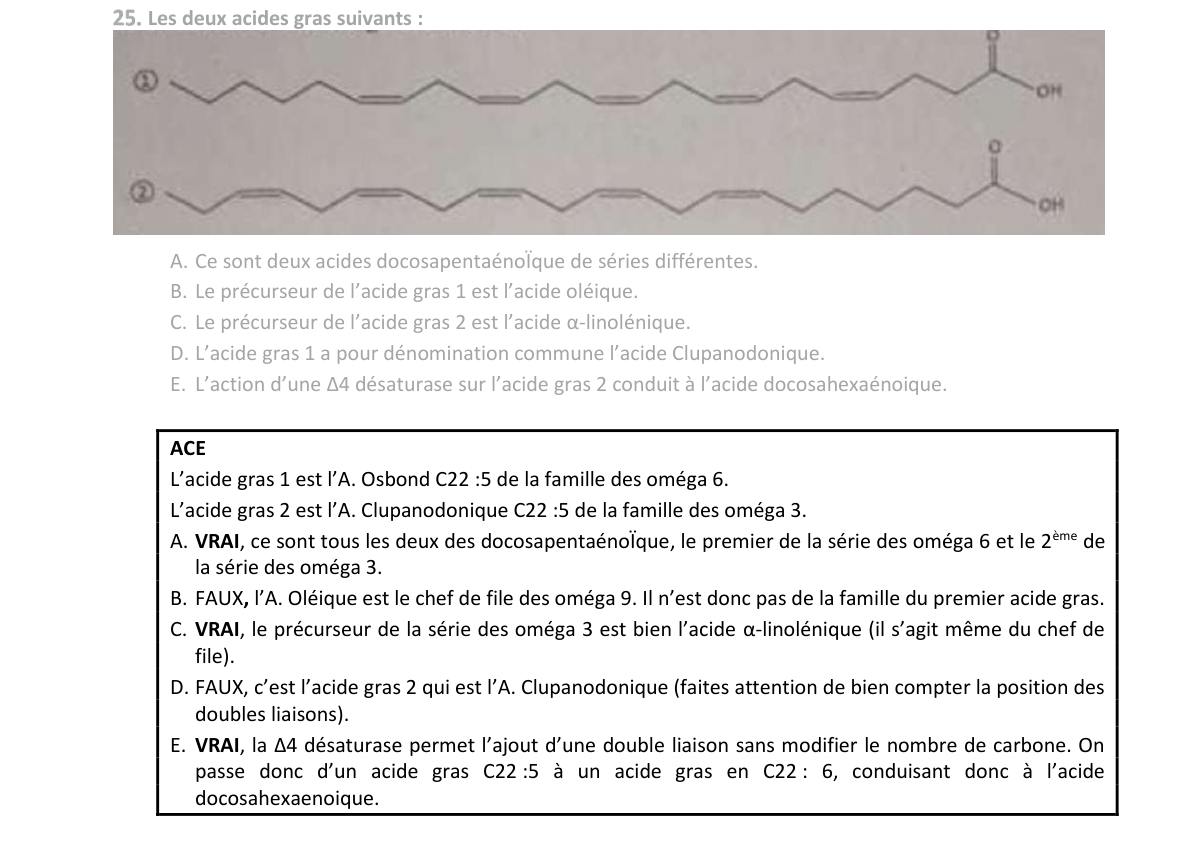 25. Les deux acides gras suivants :
①
O
OH
②
O
OH
A. Ce sont deux acides docosapentaénoÏque de séries différentes.
B. Le précurseur de l’acide gras 1 est l’acide oléique.
C. Le précurseur de l’acide gras 2 est l’acide α-linolénique.
D. L’acide gras 1 a pour dénomination commune l’acide Clupanodonique.
E. L’action d’une Δ4 désaturase sur l’acide gras 2 conduit à l’acide docosahexaénoique.
ACE
L’acide gras 1 est l’A. Osbond C22 :5 de la famille des oméga 6.
L’acide gras 2 est l’A. Clupanodonique C22 :5 de la famille des oméga 3.
A. VRAI, ce sont tous les deux des docosapentaénoÏque, le premier de la série des oméga 6 et le 2ème de
la série des oméga 3.
B. FAUX, l’A. Oléique est le chef de file des oméga 9. Il n’est donc pas de la famille du premier acide gras.
C. VRAI, le précurseur de la série des oméga 3 est bien l’acide α-linolénique (il s’agit même du chef de
file).
D. FAUX, c’est l’acide gras 2 qui est l’A. Clupanodonique (faites attention de bien compter la position des
doubles liaisons).
E. VRAI, la Δ4 désaturase permet l’ajout d’une double liaison sans modifier le nombre de carbone. On
passe donc d’un acide gras C22 :5 à un acide gras en C22 : 6, conduisant donc à l’acide
docosahexaenoique.